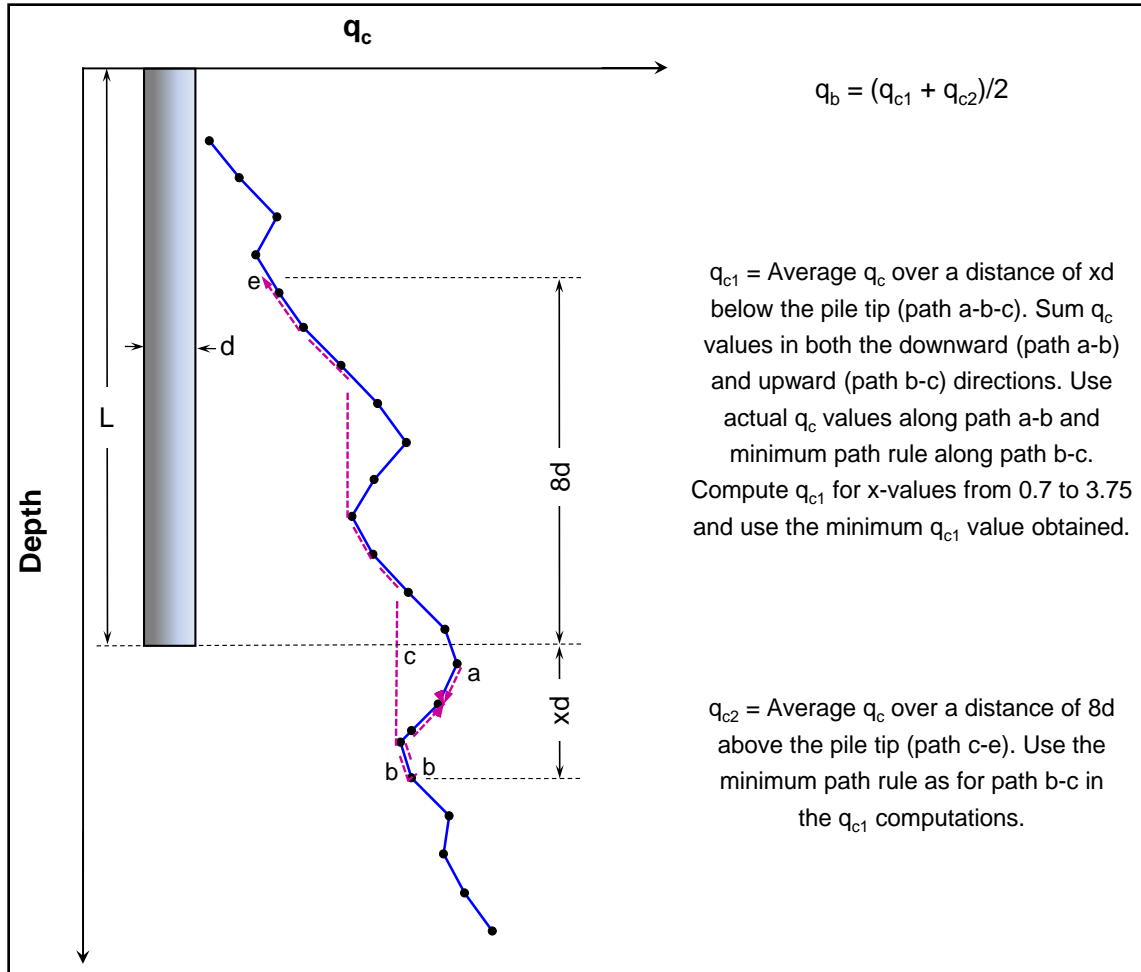 q_c
q_b = (q_c1 + q_c2)/2
q_c1 = Average q_c over a distance of xd
below the pile tip (path a-b-c). Sum q_c
values in both the downward (path a-b)
and upward (path b-c) directions. Use
actual q_c values along path a-b and
minimum path rule along path b-c.
Compute q_c1 for x-values from 0.7 to 3.75
and use the minimum q_c1 value obtained.
e
d
L
8d
Depth
c
a
xd
b
b
q_c2 = Average q_c over a distance of 8d
above the pile tip (path c-e). Use the
minimum path rule as for path b-c in
the q_c1 computations.